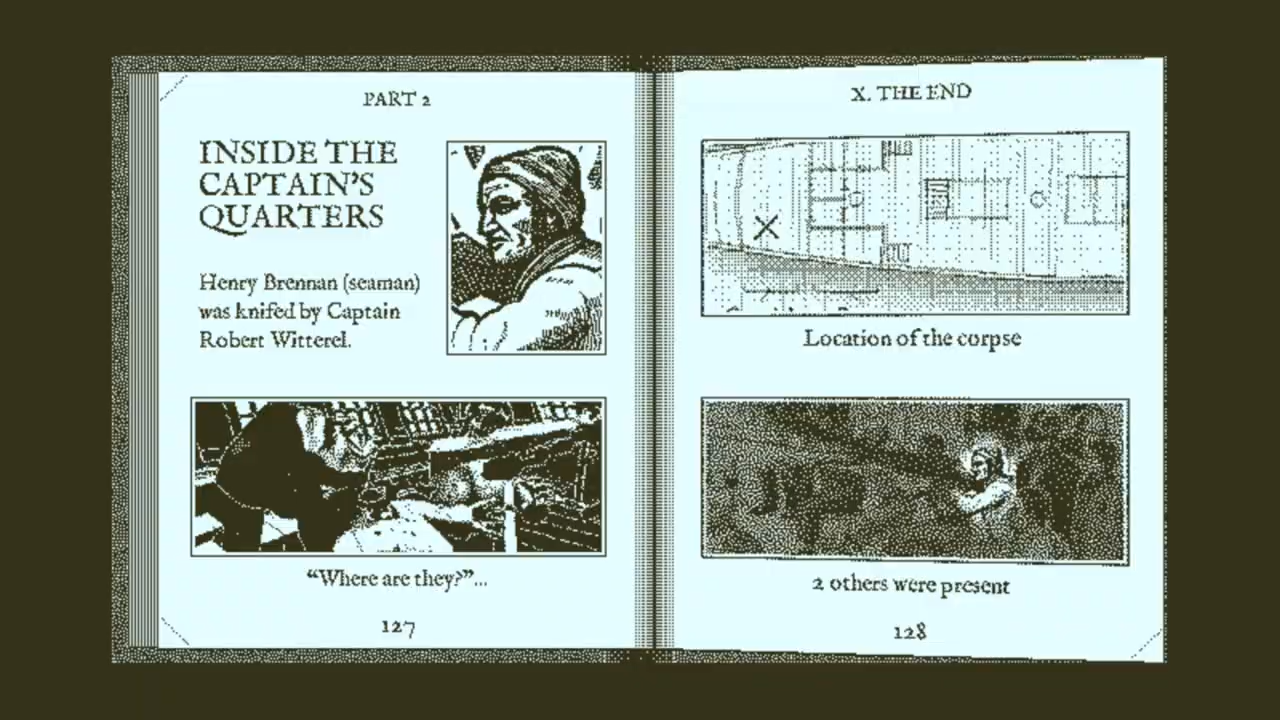 PART 2
INSIDE THE
CAPTAIN'S
QUARTERS
Henry Brennan (seaman)
was knifed by Captain
Robert Witterel.
“Where are they?”...
127
X. THE END
Location of the corpse
2 others were present
128